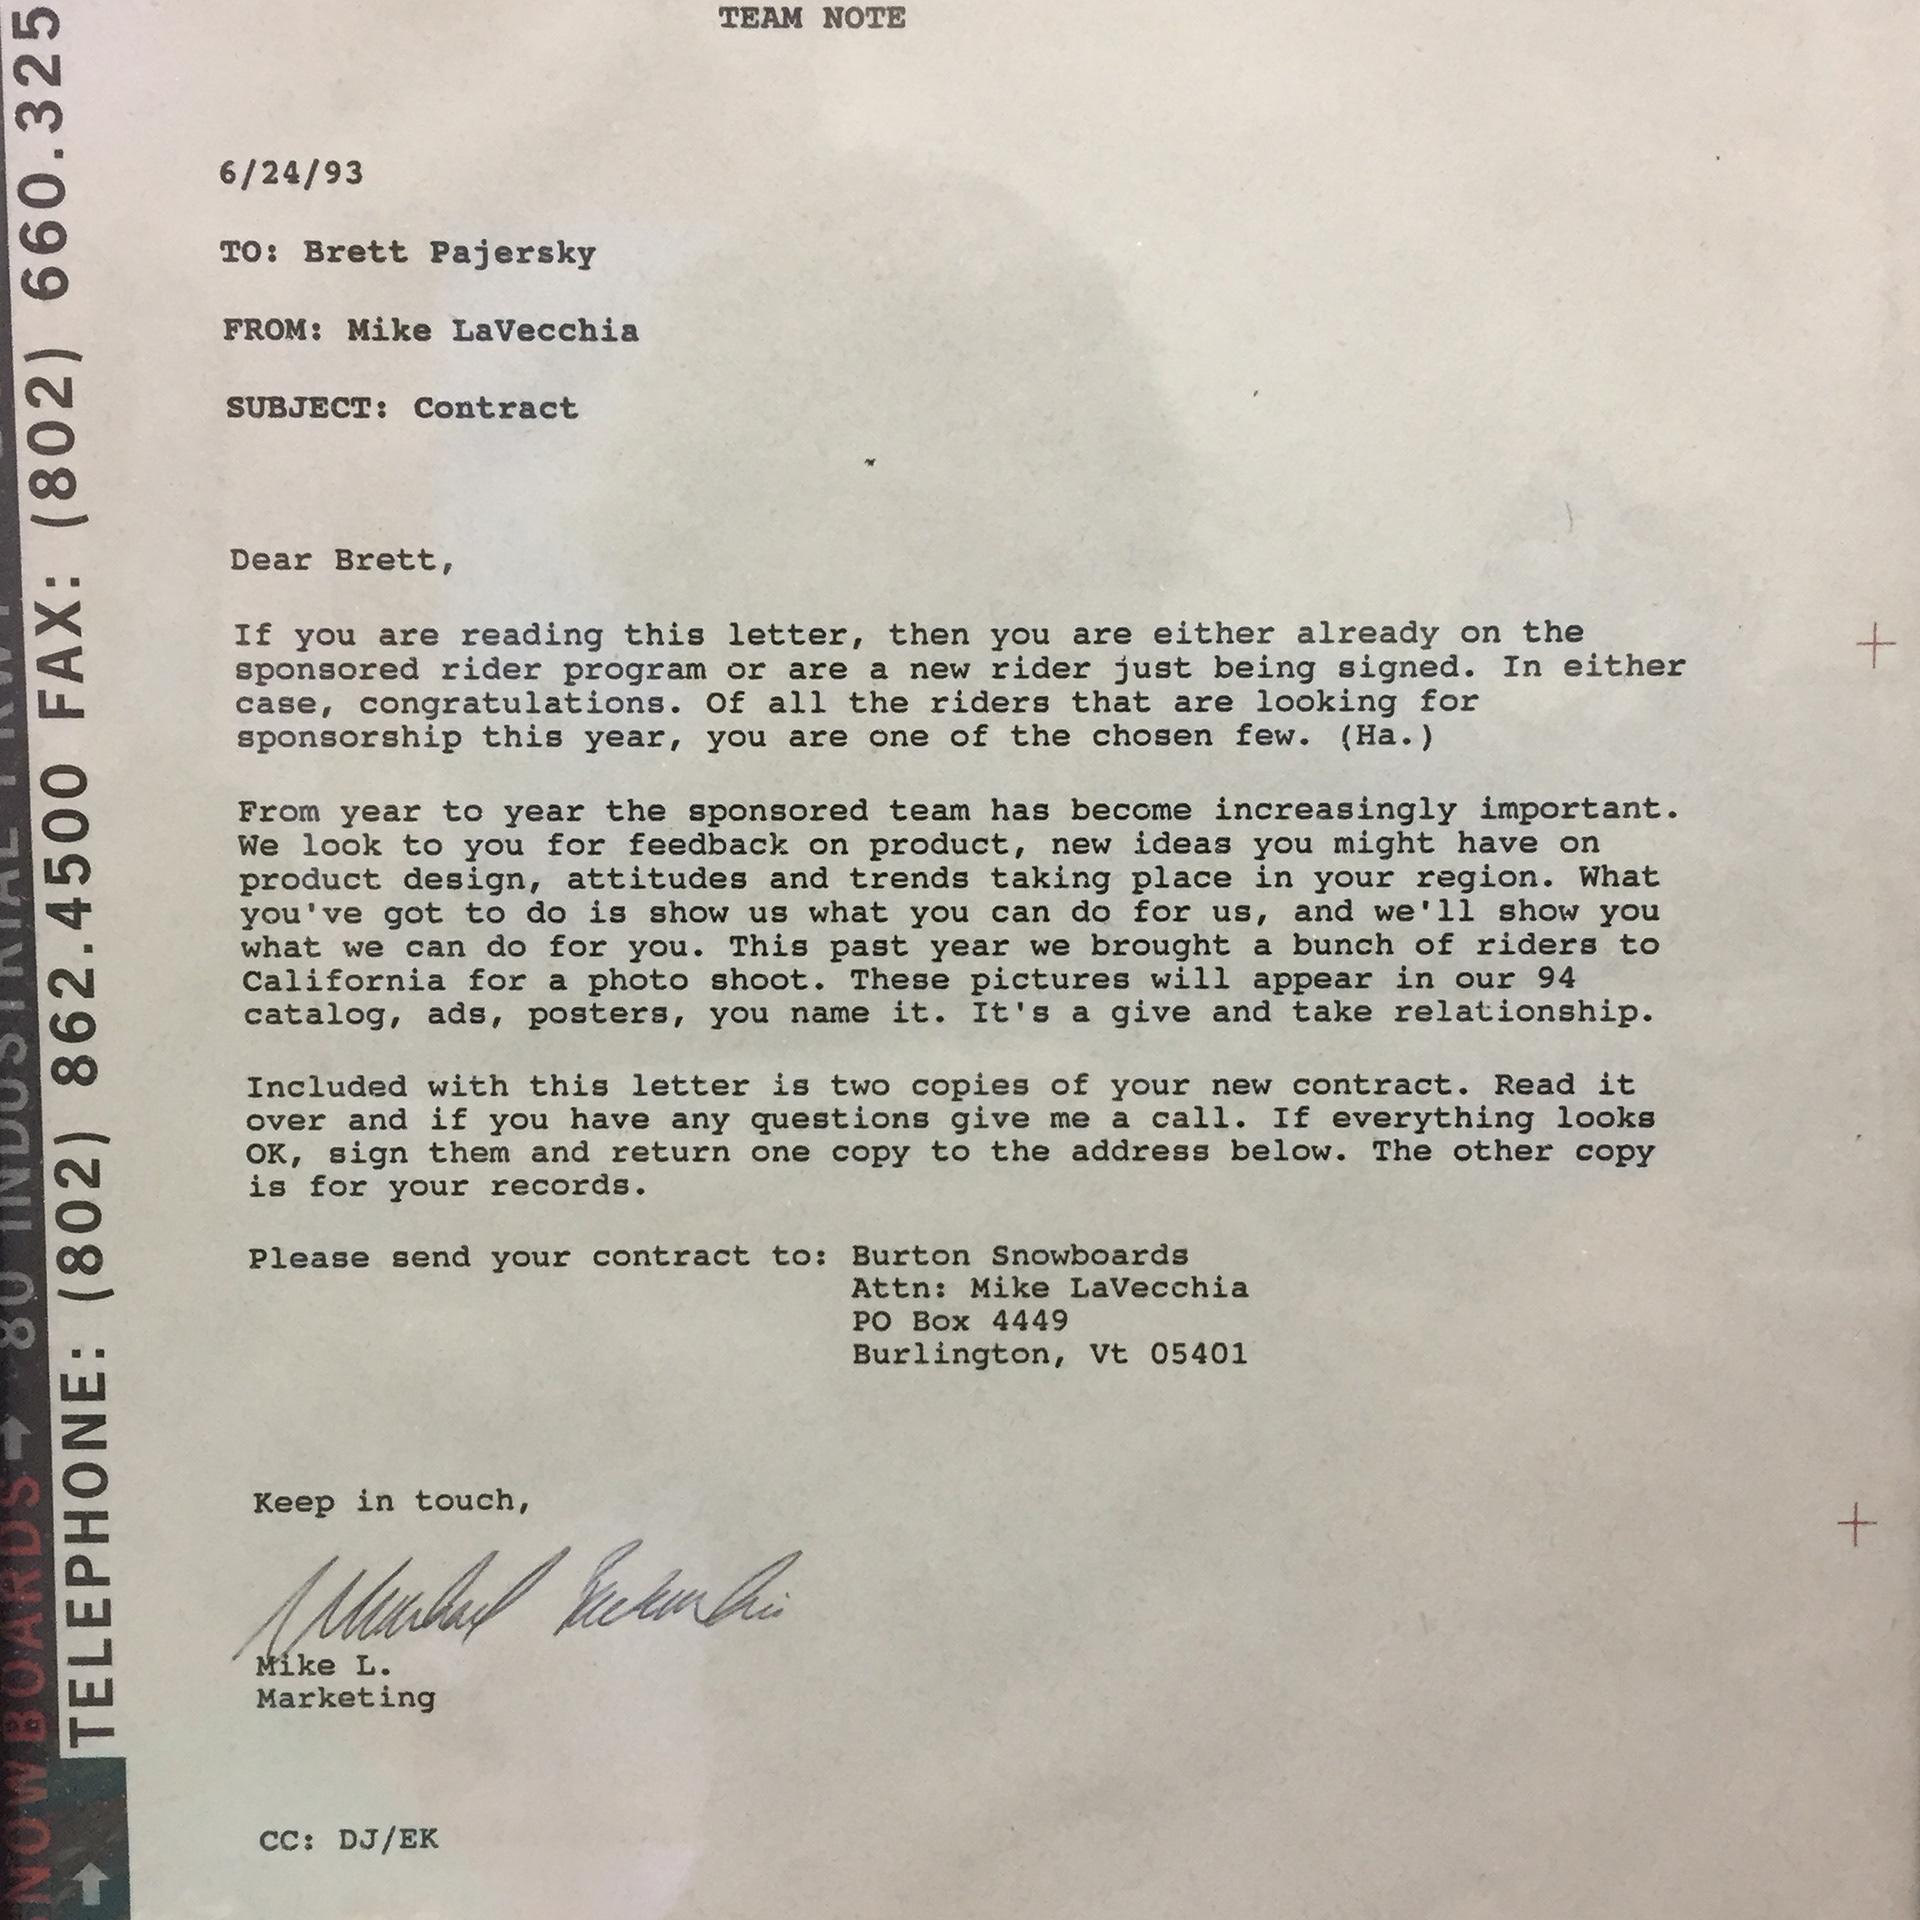 TEAM NOTE
6/24/93
TO: Brett Pajersky
FROM: Mike LaVecchia
SUBJECT: Contract
Dear Brett,
If you are reading this letter, then you are either already on the
sponsored rider program or are a new rider just being signed. In either
case, congratulations. Of all the riders that are looking for
sponsorship this year, you are one of the chosen few. (Ha.)
From year to year the sponsored team has become increasingly important.
We look to you for feedback on product, new ideas you might have on
product design, attitudes and trends taking place in your region. What
you've got to do is show us what you can do for us, and we'll show you
what we can do for you. This past year we brought a bunch of riders to
California for a photo shoot. These pictures will appear in our 94
catalog, ads, posters, you name it. It's a give and take relationship.
Included with this letter is two copies of your new contract. Read it
over and if you have any questions give me a call. If everything looks
OK, sign them and return one copy to the address below. The other copy
is for your records.
Please send your contract to: Burton Snowboards
Attn: Mike LaVecchia
PO Box 4449
Burlington, Vt 05401
Keep in touch,
Mike L.
Marketing
CC: DJ/EK
TELEPHONE: (802) 862.4500 FAX: (802) 660.325
SNOWBOARDS → 80 INDUSTRIAL